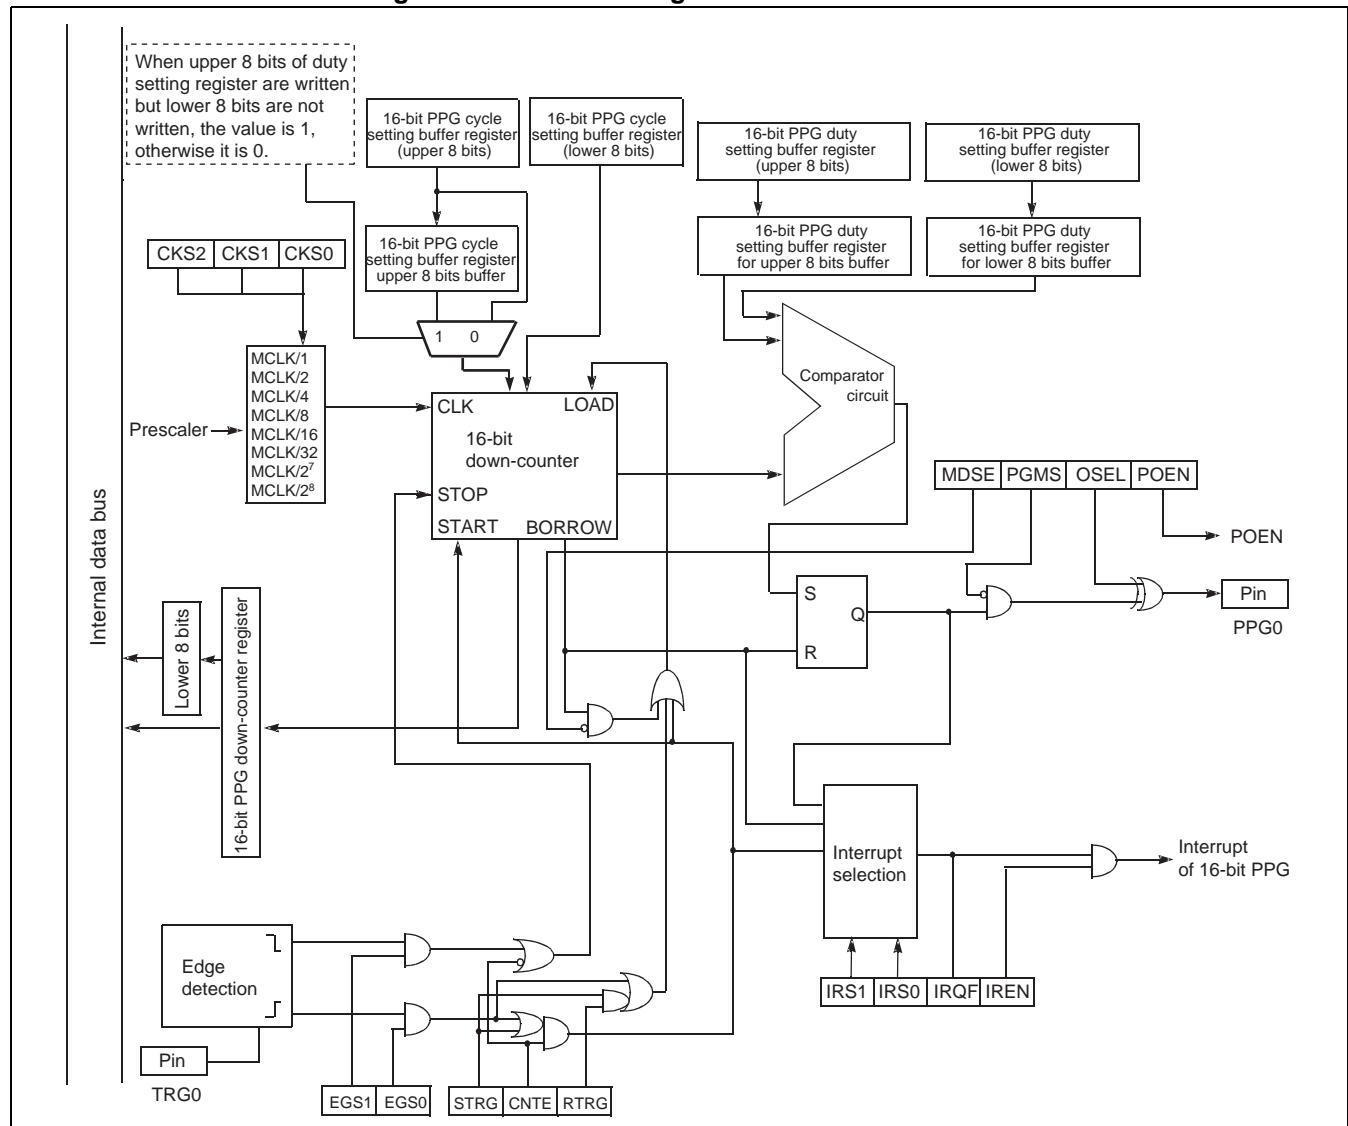 When upper 8 bits of duty
setting register are written
but lower 8 bits are not
written, the value is 1,
otherwise it is 0.
16-bit PPG cycle
setting buffer register
(upper 8 bits)
16-bit PPG cycle
setting buffer register
(lower 8 bits)
16-bit PPG duty
setting buffer register
(upper 8 bits)
16-bit PPG duty
setting buffer register
(lower 8 bits)
16-bit PPG cycle
setting buffer register
upper 8 bits buffer
16-bit PPG duty
setting buffer register
for upper 8 bits buffer
16-bit PPG duty
setting buffer register
for lower 8 bits buffer
CKS2 CKS1 CKS0
1 0
MCLK/1
MCLK/2
MCLK/4
MCLK/8
MCLK/16
MCLK/32
MCLK/2⁷
MCLK/2⁸
Prescaler
CLK
LOAD
16-bit
down-counter
STOP
START
BORROW
Comparator
circuit
MDSE PGMS OSEL POEN
POEN
Pin
PPG0
S
Q
R
Internal data bus
Lower 8 bits
16-bit PPG down-counter register
Interrupt
selection
Interrupt
of 16-bit PPG
IRS1 IRS0 IRQF IREN
Edge
detection
Pin
TRG0
EGS1 EGS0
STRG CNTE RTRG